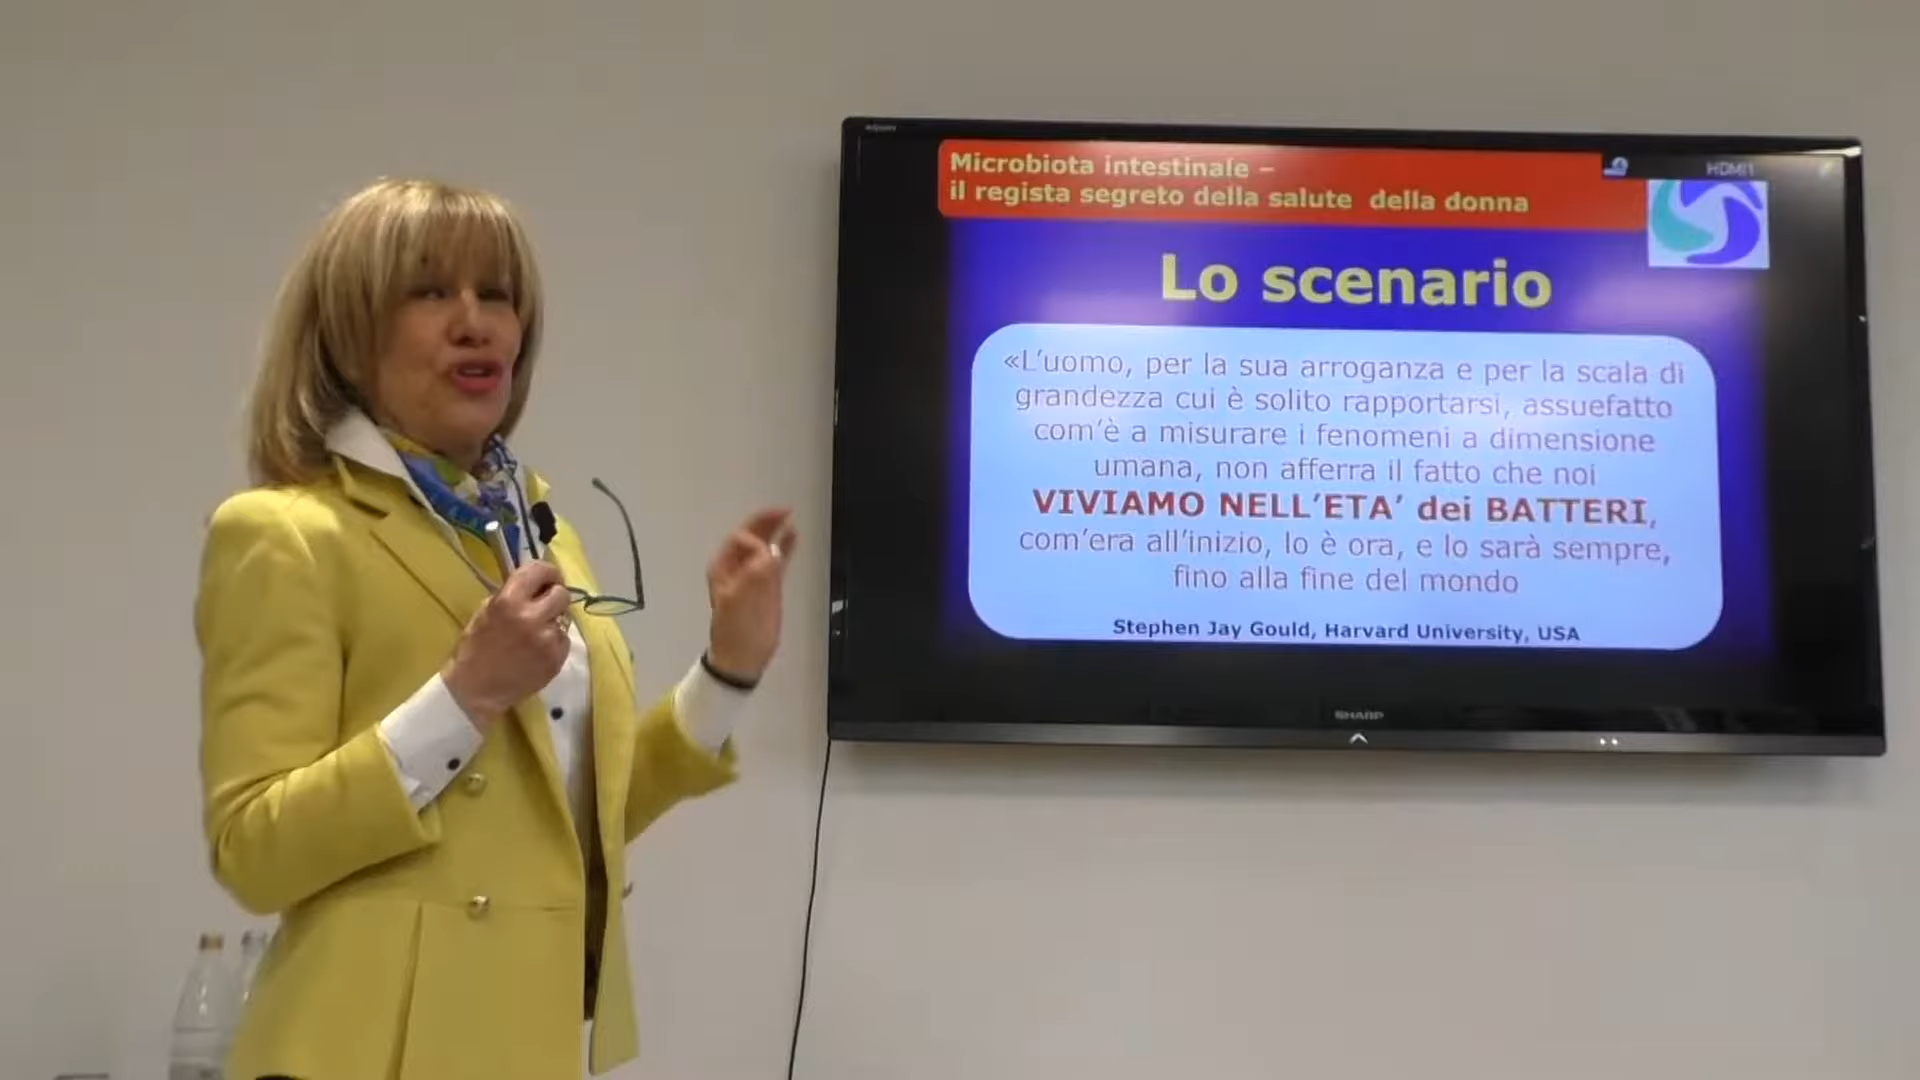 Microbiota intestinale –
il regista segreto della salute della donna
HDMI1
Lo scenario
«L'uomo, per la sua arroganza e per la scala di
grandezza cui è solito rapportarsi, assuefatto
com'è a misurare i fenomeni a dimensione
umana, non afferra il fatto che noi
VIVIAMO NELL'ETA' dei BATTERI,
com'era all'inizio, lo è ora, e lo sarà sempre,
fino alla fine del mondo
Stephen Jay Gould, Harvard University, USA
SHARP